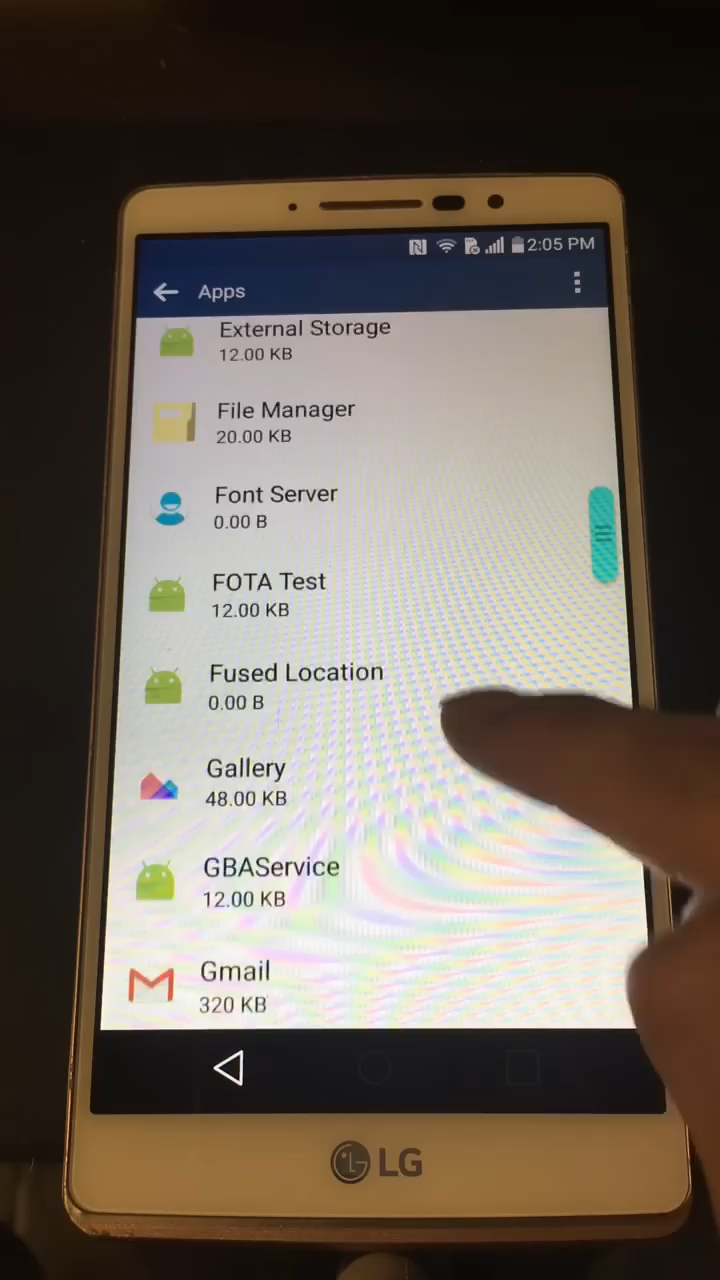 2:05 PM
Apps
External Storage
12.00 KB
File Manager
20.00 KB
Font Server
0.00 B
FOTA Test
12.00 KB
Fused Location
0.00 B
Gallery
48.00 KB
GBAService
12.00 KB
Gmail
320 KB
LG